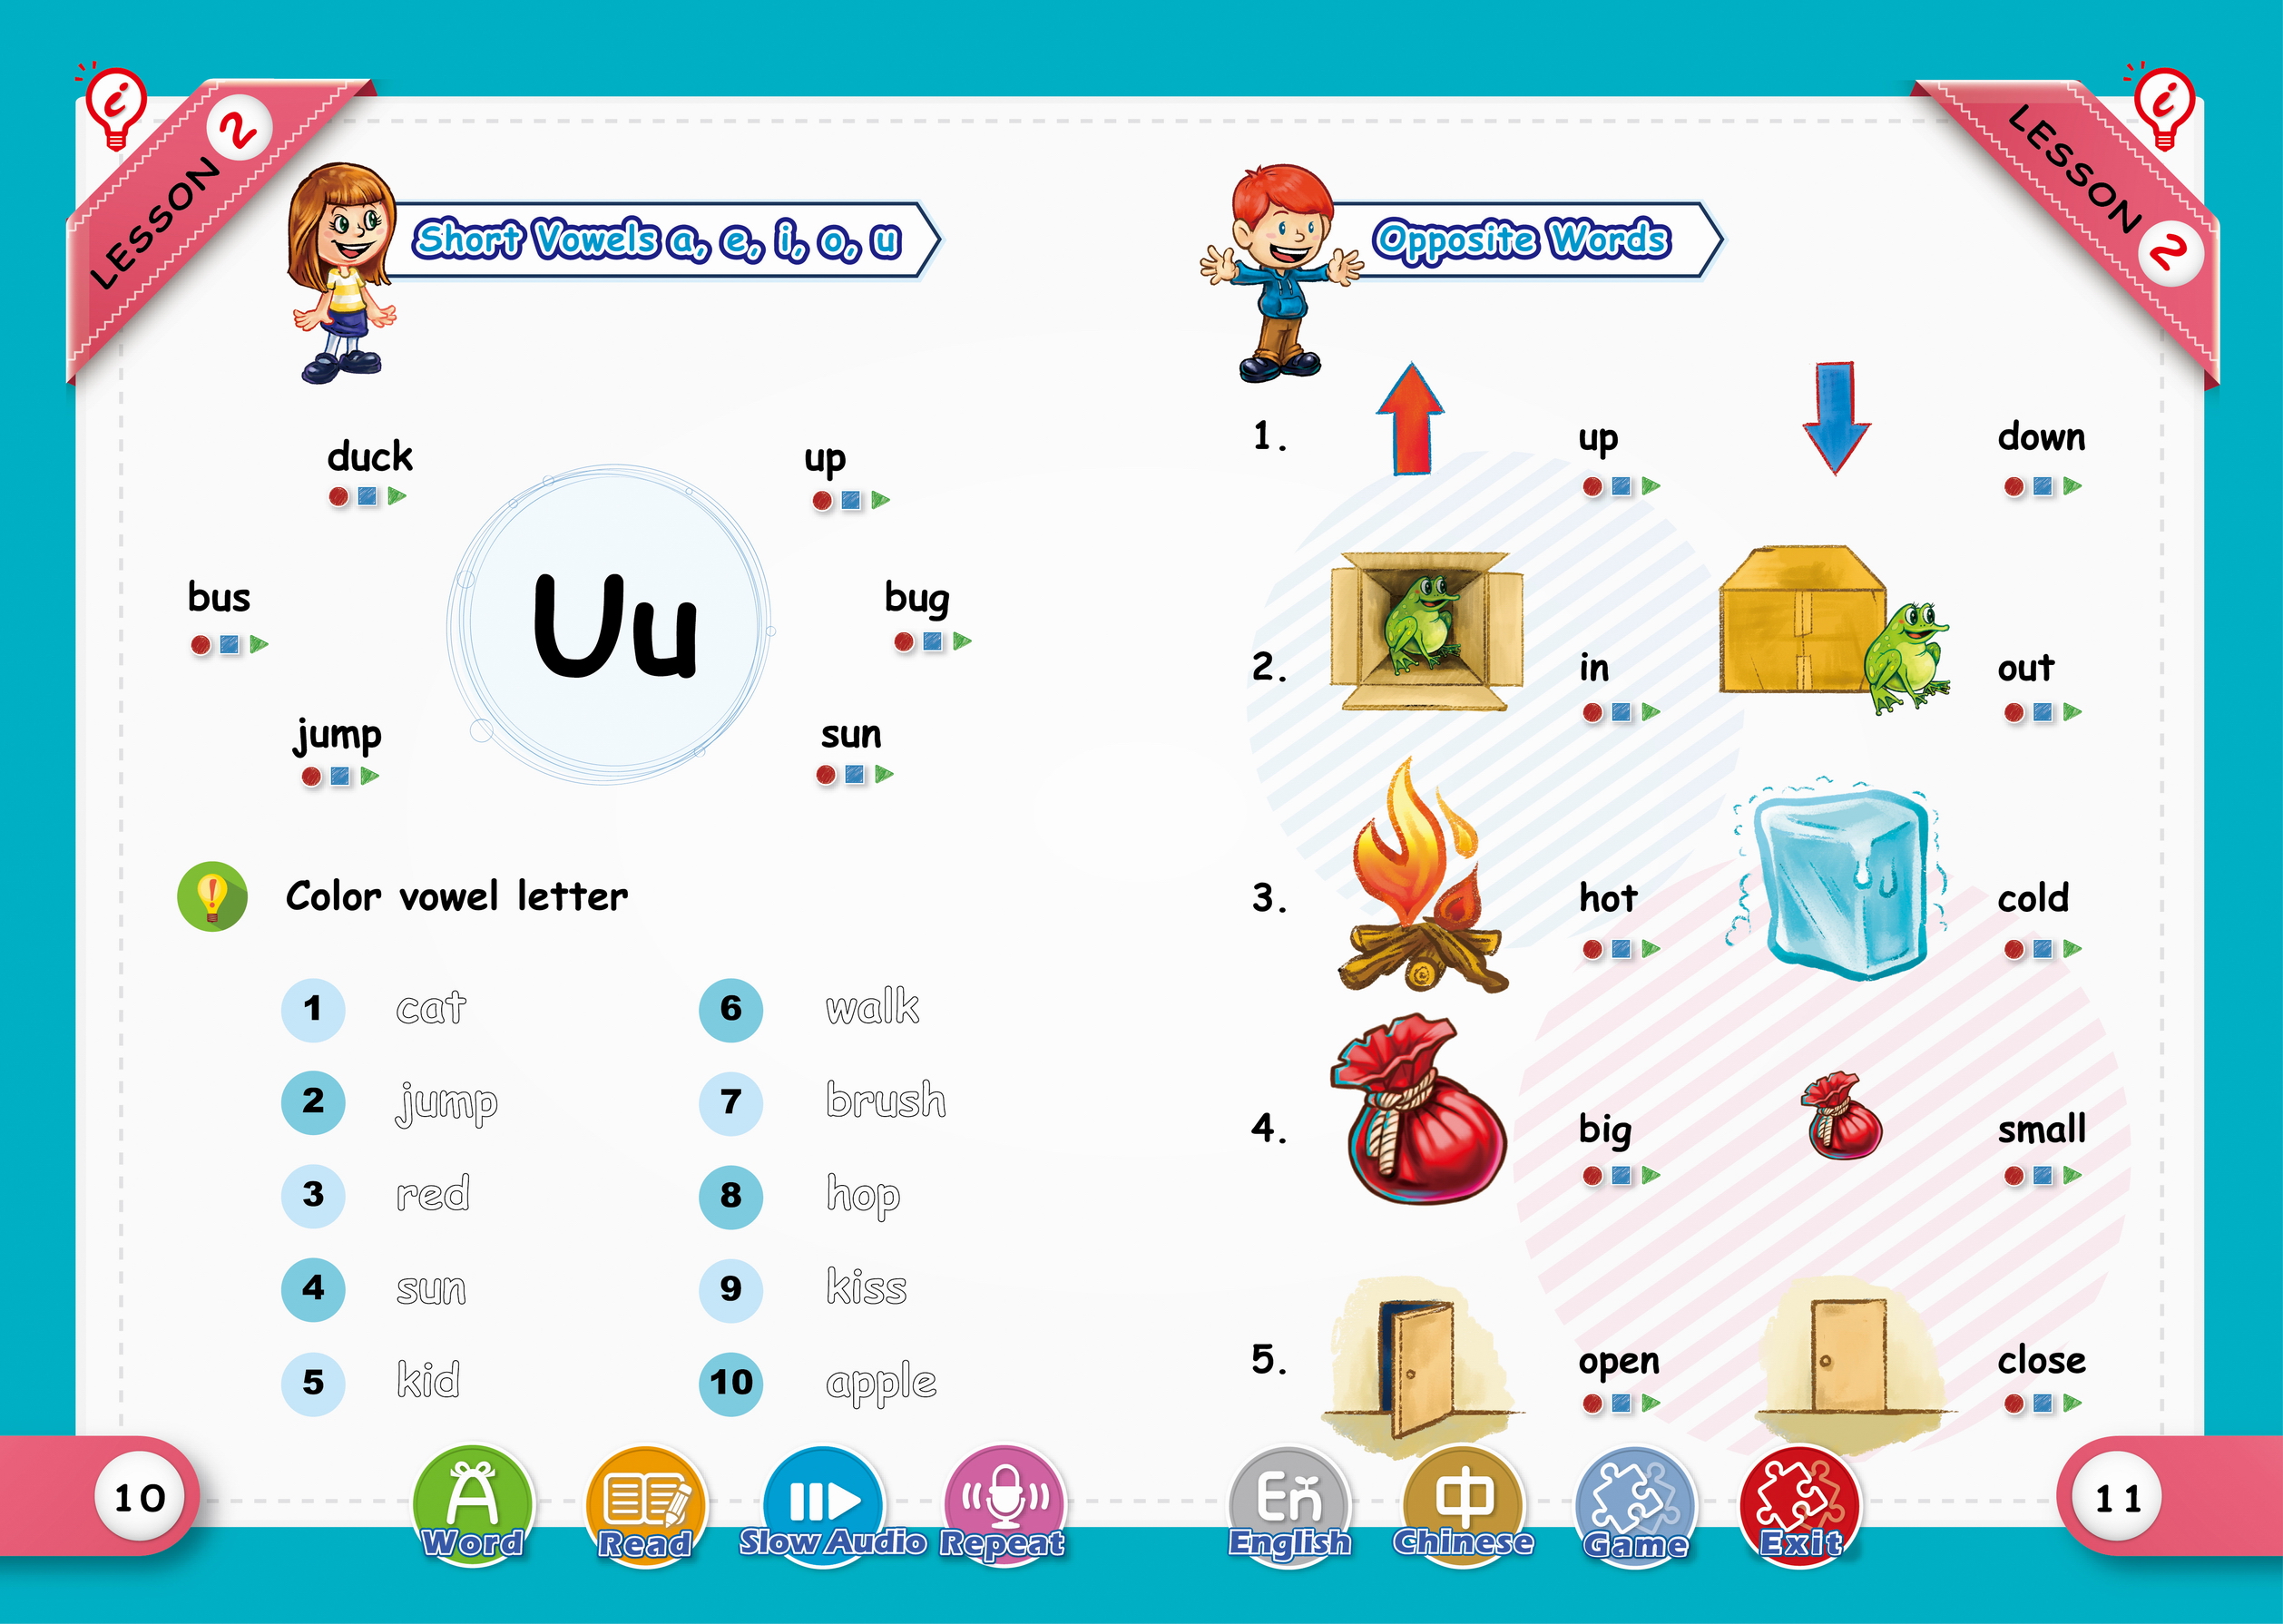 LESSON 2
Short Vowels a, e, i, o, u
duck
up
bus
Uu
bug
jump
sun
Color vowel letter
1 cat
2 jump
3 red
4 sun
5 kid
6 walk
7 brush
8 hop
9 kiss
10 apple
10
Word
Read
Slow Audio
Repeat
LESSON 2
Opposite Words
1. up down
2. in out
3. hot cold
4. big small
5. open close
En
English
中
Chinese
Game
Exit
11